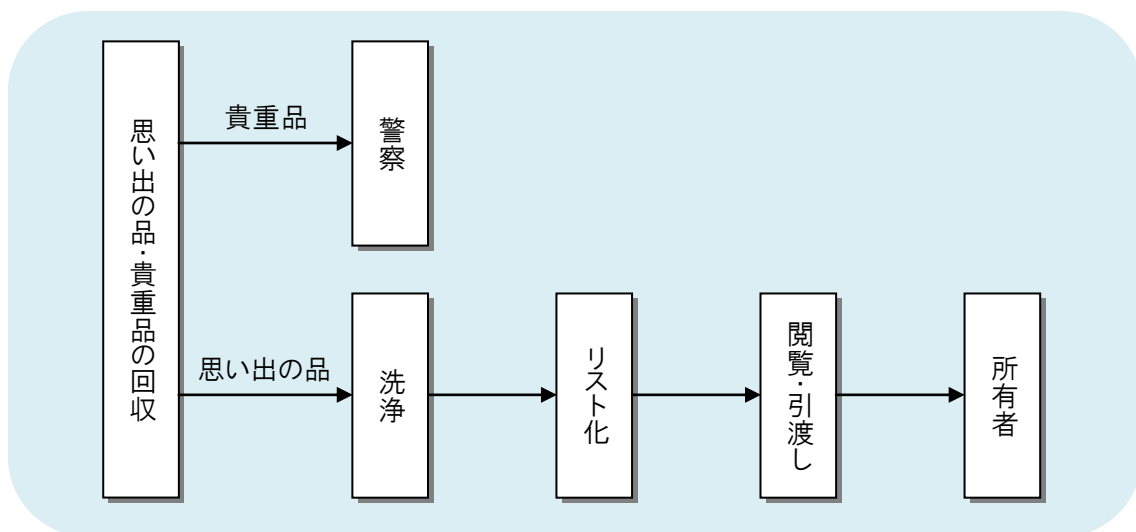 思い出の品・貴重品の回収
貴重品
警察
思い出の品
洗浄
リスト化
閲覧・引渡し
所有者